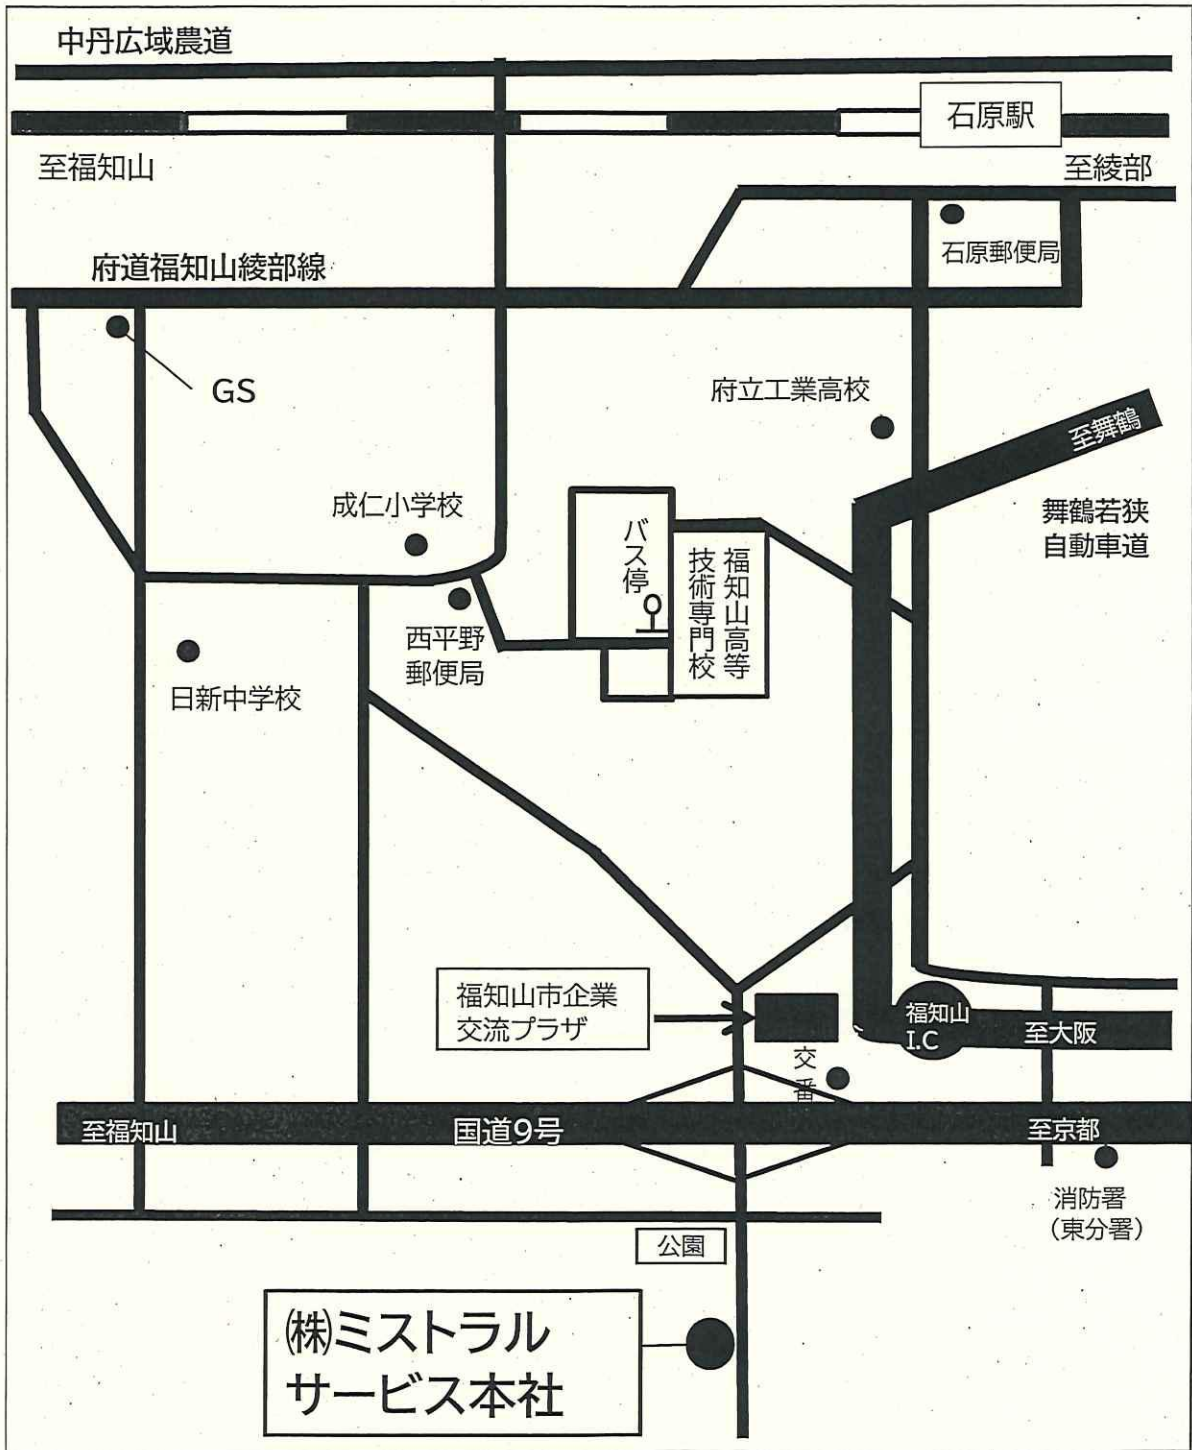 中丹広域農道
石原駅
至福知山
至綾部
石原郵便局
府道福知山綾部線
GS
府立工業高校
至舞鶴
舞鶴若狭
自動車道
成仁小学校
バス停
福知山高等
技術専門校
西平野
郵便局
日新中学校
福知山市企業
交流プラザ
福知山
I.C
至大阪
交番
至福知山
国道9号
至京都
消防署
（東分署）
公園
㈱ミストラル
サービス本社